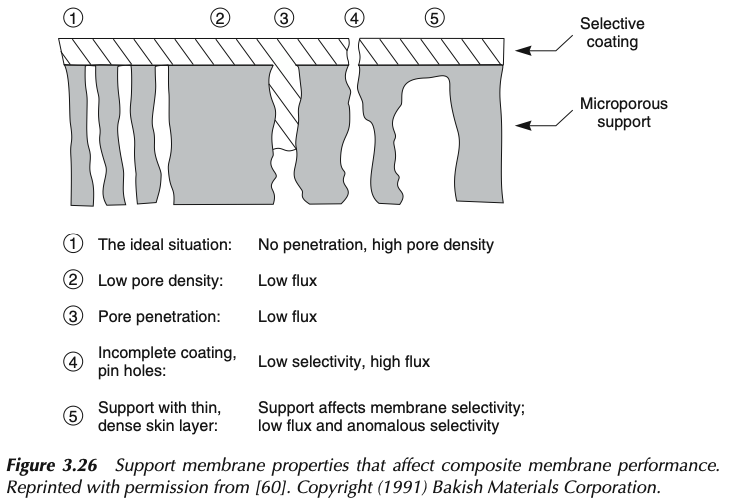 ① ② ③ ④ ⑤
Selective
coating
Microporous
support
① The ideal situation: No penetration, high pore density
② Low pore density: Low flux
③ Pore penetration: Low flux
④ Incomplete coating,
pin holes: Low selectivity, high flux
⑤ Support with thin, Support affects membrane selectivity;
dense skin layer: low flux and anomalous selectivity
Figure 3.26 Support membrane properties that affect composite membrane performance.
Reprinted with permission from [60]. Copyright (1991) Bakish Materials Corporation.